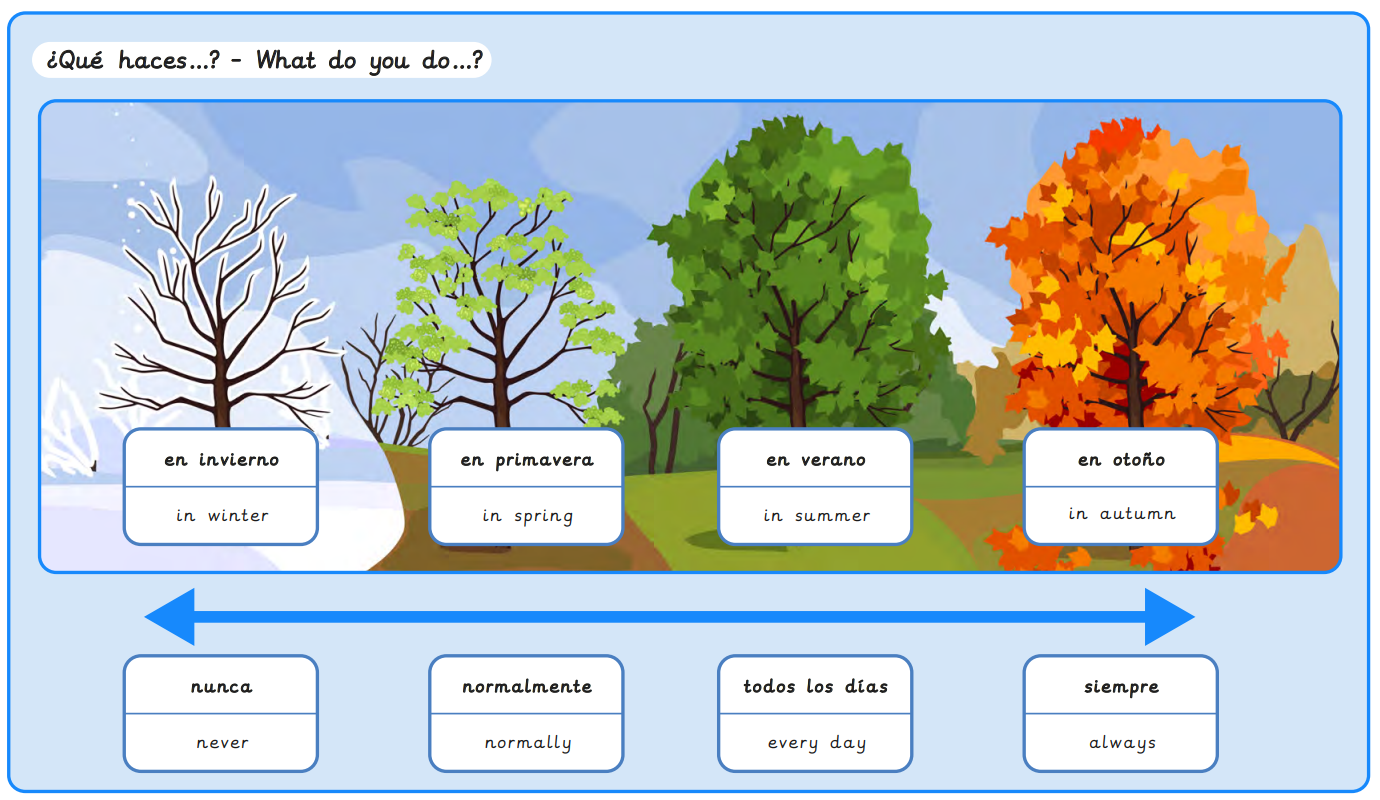 ¿Qué haces...? - What do you do...?
en invierno
in winter
en primavera
in spring
en verano
in summer
en otoño
in autumn
nunca
never
normalmente
normally
todos los días
every day
siempre
always